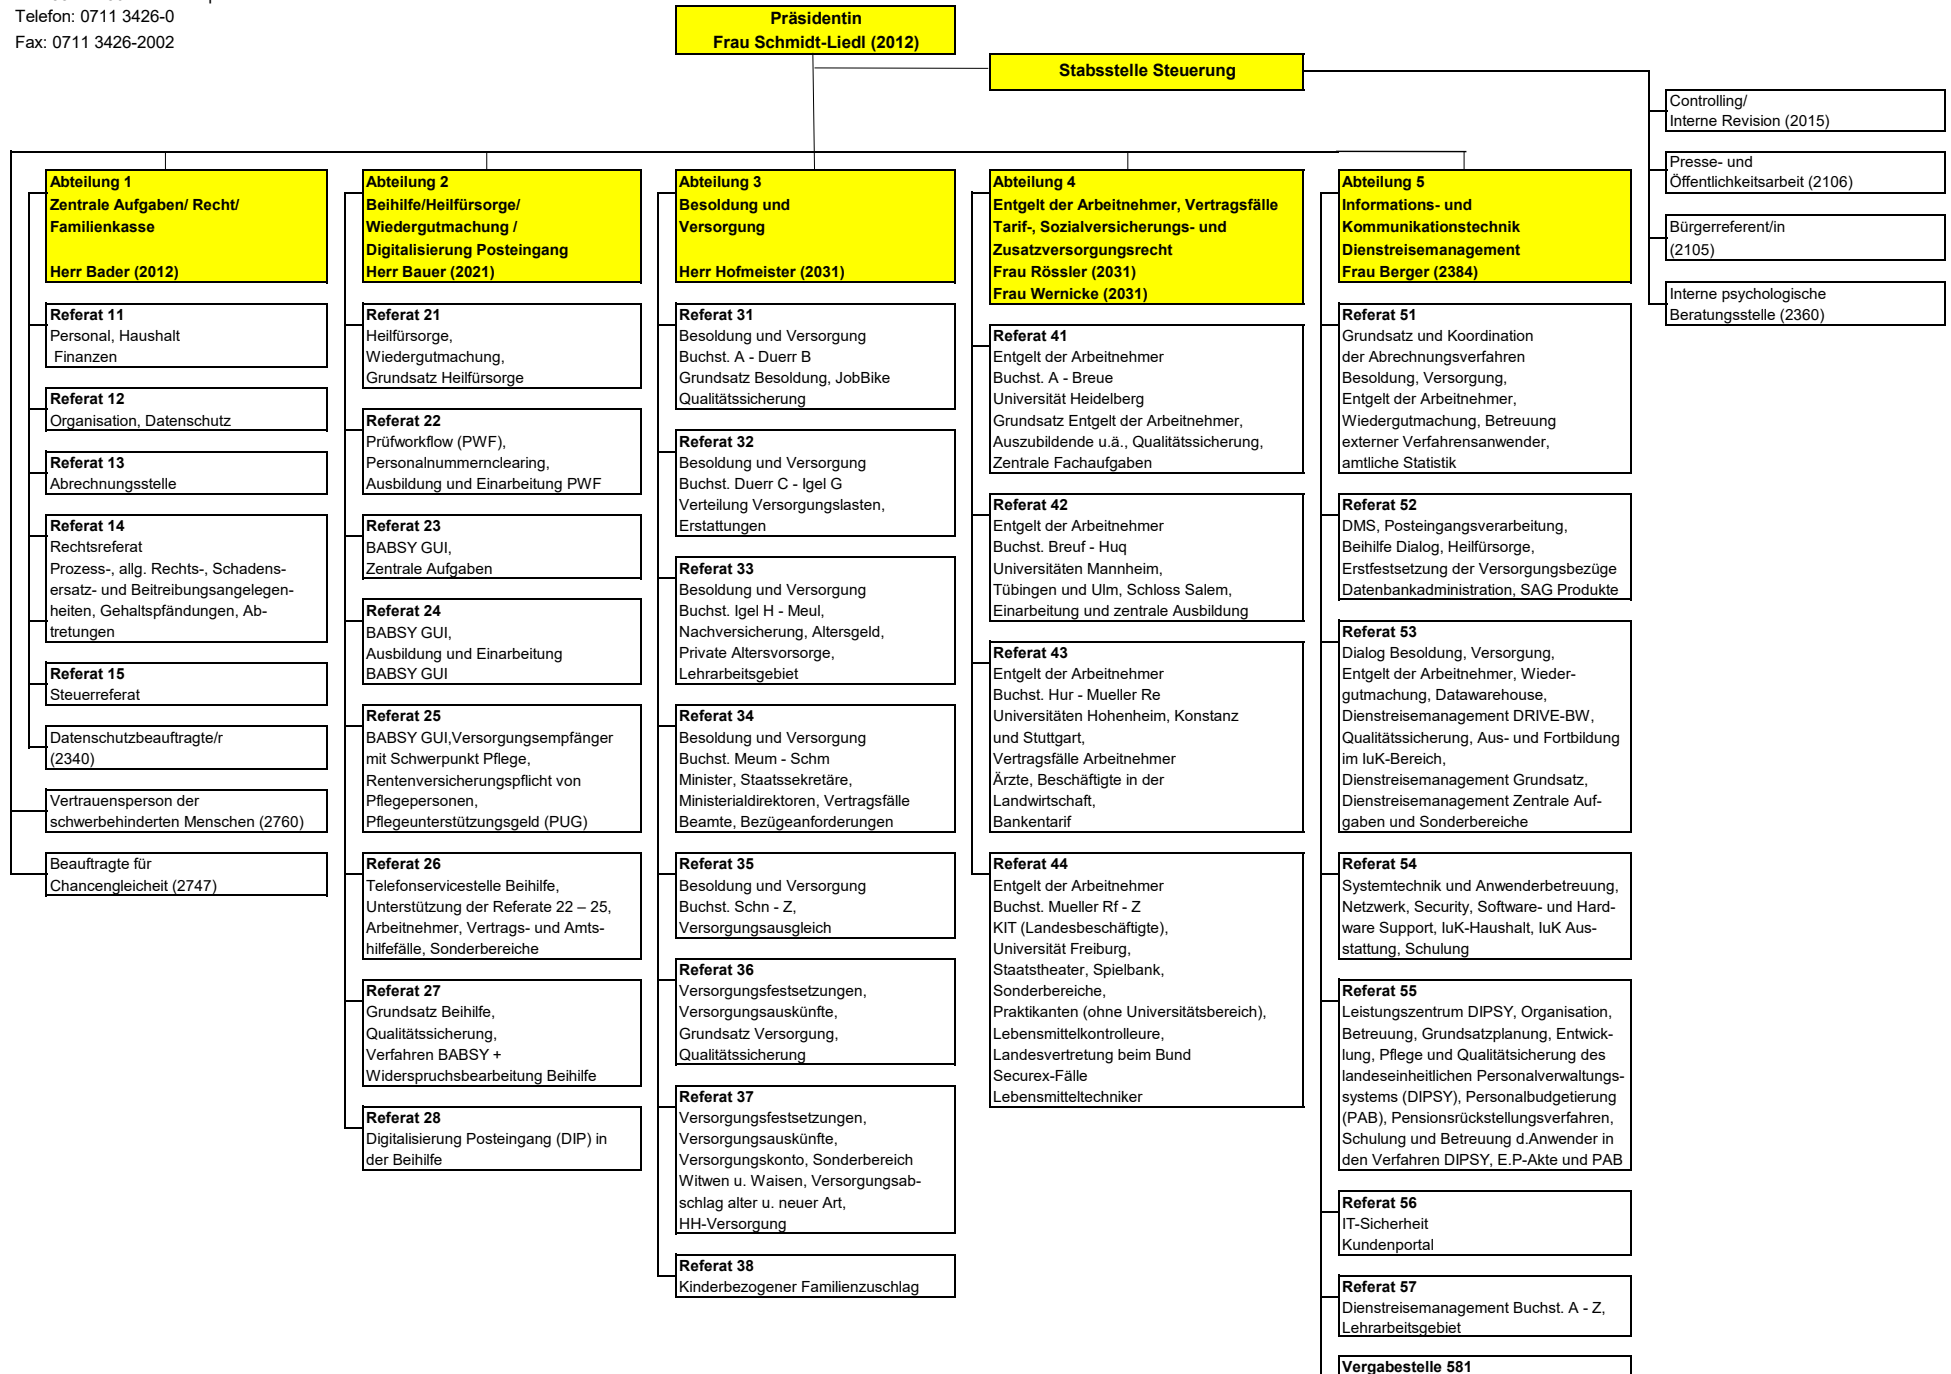 Telefon: 0711 3426-0
Fax: 0711 3426-2002
Präsidentin
Frau Schmidt-Liedl (2012)
Stabsstelle Steuerung
Controlling/
Interne Revision (2015)
Presse- und
Öffentlichkeitsarbeit (2106)
Bürgerreferent/in
(2105)
Interne psychologische
Beratungsstelle (2360)
Abteilung 1
Zentrale Aufgaben/ Recht/
Familienkasse
Herr Bader (2012)
Referat 11
Personal, Haushalt
Finanzen
Referat 12
Organisation, Datenschutz
Referat 13
Abrechnungsstelle
Referat 14
Rechtsreferat
Prozess-, allg. Rechts-, Schadens-
ersatz- und Beitreibungsangelegen-
heiten, Gehaltspfändungen, Ab-
tretungen
Referat 15
Steuerreferat
Datenschutzbeauftragte/r
(2340)
Vertrauensperson der
schwerbehinderten Menschen (2760)
Beauftragte für
Chancengleicheit (2747)
Abteilung 2
Beihilfe/Heilfürsorge/
Wiedergutmachung /
Digitalisierung Posteingang
Herr Bauer (2021)
Referat 21
Heilfürsorge,
Wiedergutmachung,
Grundsatz Heilfürsorge
Referat 22
Prüfworkflow (PWF),
Personalnummernclearing,
Ausbildung und Einarbeitung PWF
Referat 23
BABSY GUI,
Zentrale Aufgaben
Referat 24
BABSY GUI,
Ausbildung und Einarbeitung
BABSY GUI
Referat 25
BABSY GUI,Versorgungsempfänger
mit Schwerpunkt Pflege,
Rentenversicherungspflicht von
Pflegepersonen,
Pflegeunterstützungsgeld (PUG)
Referat 26
Telefonservicestelle Beihilfe,
Unterstützung der Referate 22 – 25,
Arbeitnehmer, Vertrags- und Amts-
hilfefälle, Sonderbereiche
Referat 27
Grundsatz Beihilfe,
Qualitätssicherung,
Verfahren BABSY +
Widerspruchsbearbeitung Beihilfe
Referat 28
Digitalisierung Posteingang (DIP) in
der Beihilfe
Abteilung 3
Besoldung und
Versorgung
Herr Hofmeister (2031)
Referat 31
Besoldung und Versorgung
Buchst. A - Duerr B
Grundsatz Besoldung, JobBike
Qualitätssicherung
Referat 32
Besoldung und Versorgung
Buchst. Duerr C - Igel G
Verteilung Versorgungslasten,
Erstattungen
Referat 33
Besoldung und Versorgung
Buchst. Igel H - Meul,
Nachversicherung, Altersgeld,
Private Altersvorsorge,
Lehrarbeitsgebiet
Referat 34
Besoldung und Versorgung
Buchst. Meum - Schm
Minister, Staatssekretäre,
Ministerialdirektoren, Vertragsfälle
Beamte, Bezügeanforderungen
Referat 35
Besoldung und Versorgung
Buchst. Schn - Z,
Versorgungsausgleich
Referat 36
Versorgungsfestsetzungen,
Versorgungsauskünfte,
Grundsatz Versorgung,
Qualitätssicherung
Referat 37
Versorgungsfestsetzungen,
Versorgungsauskünfte,
Versorgungskonto, Sonderbereich
Witwen u. Waisen, Versorgungsab-
schlag alter u. neuer Art,
HH-Versorgung
Referat 38
Kinderbezogener Familienzuschlag
Abteilung 4
Entgelt der Arbeitnehmer, Vertragsfälle
Tarif-, Sozialversicherungs- und
Zusatzversorgungsrecht
Frau Rössler (2031)
Frau Wernicke (2031)
Referat 41
Entgelt der Arbeitnehmer
Buchst. A - Breue
Universität Heidelberg
Grundsatz Entgelt der Arbeitnehmer,
Auszubildende u.ä., Qualitätssicherung,
Zentrale Fachaufgaben
Referat 42
Entgelt der Arbeitnehmer
Buchst. Breuf - Huq
Universitäten Mannheim,
Tübingen und Ulm, Schloss Salem,
Einarbeitung und zentrale Ausbildung
Referat 43
Entgelt der Arbeitnehmer
Buchst. Hur - Mueller Re
Universitäten Hohenheim, Konstanz
und Stuttgart,
Vertragsfälle Arbeitnehmer
Ärzte, Beschäftigte in der
Landwirtschaft,
Bankentarif
Referat 44
Entgelt der Arbeitnehmer
Buchst. Mueller Rf - Z
KIT (Landesbeschäftigte),
Universität Freiburg,
Staatstheater, Spielbank,
Sonderbereiche,
Praktikanten (ohne Universitätsbereich),
Lebensmittelkontrolleure,
Landesvertretung beim Bund
Securex-Fälle
Lebensmitteltechniker
Abteilung 5
Informations- und
Kommunikationstechnik
Dienstreisemanagement
Frau Berger (2384)
Referat 51
Grundsatz und Koordination
der Abrechnungsverfahren
Besoldung, Versorgung,
Entgelt der Arbeitnehmer,
Wiedergutmachung, Betreuung
externer Verfahrensanwender,
amtliche Statistik
Referat 52
DMS, Posteingangsverarbeitung,
Beihilfe Dialog, Heilfürsorge,
Erstfestsetzung der Versorgungsbezüge
Datenbankadministration, SAG Produkte
Referat 53
Dialog Besoldung, Versorgung,
Entgelt der Arbeitnehmer, Wieder-
gutmachung, Datawarehouse,
Dienstreisemanagement DRIVE-BW,
Qualitätssicherung, Aus- und Fortbildung
im IuK-Bereich,
Dienstreisemanagement Grundsatz,
Dienstreisemanagement Zentrale Auf-
gaben und Sonderbereiche
Referat 54
Systemtechnik und Anwenderbetreuung,
Netzwerk, Security, Software- und Hard-
ware Support, IuK-Haushalt, IuK Aus-
stattung, Schulung
Referat 55
Leistungszentrum DIPSY, Organisation,
Betreuung, Grundsatzplanung, Entwick-
lung, Pflege und Qualitätsicherung des
landeseinheitlichen Personalverwaltungs-
systems (DIPSY), Personalbudgetierung
(PAB), Pensionsrückstellungsverfahren,
Schulung und Betreuung d.Anwender in
den Verfahren DIPSY, E.P-Akte und PAB
Referat 56
IT-Sicherheit
Kundenportal
Referat 57
Dienstreisemanagement Buchst. A - Z,
Lehrarbeitsgebiet
Vergabestelle 581